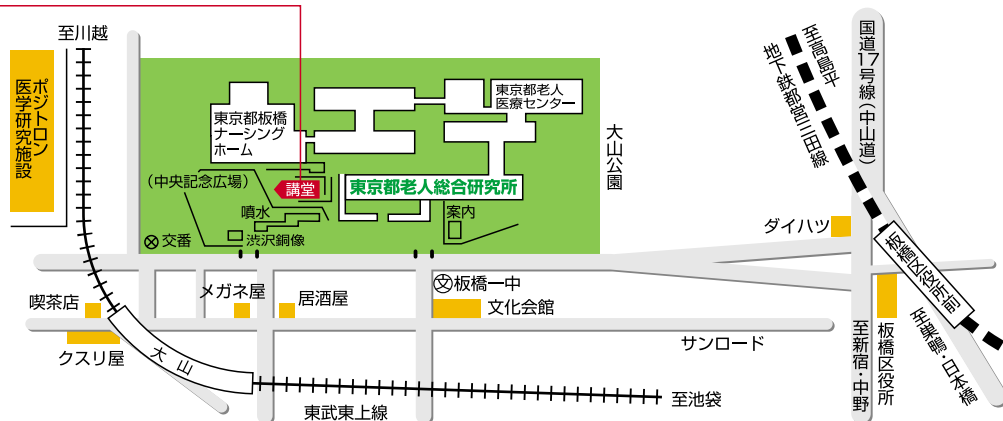 至川越
ポジトロン
医学研究施設
東京都板橋
ナーシング
ホーム
東京都老人
医療センター
大山公園
(中央記念広場)
講堂
東京都老人総合研究所
噴水
案内
交番
渋沢銅像
国道17号線(中山道)
至高島平
地下鉄都営三田線
ダイハツ
板橋区役所前
文板橋一中
喫茶店
メガネ屋
居酒屋
文化会館
クスリ屋
大山
サンロード
東武東上線
至池袋
至新宿・中野
板橋区役所
至巣鴨・日本橋